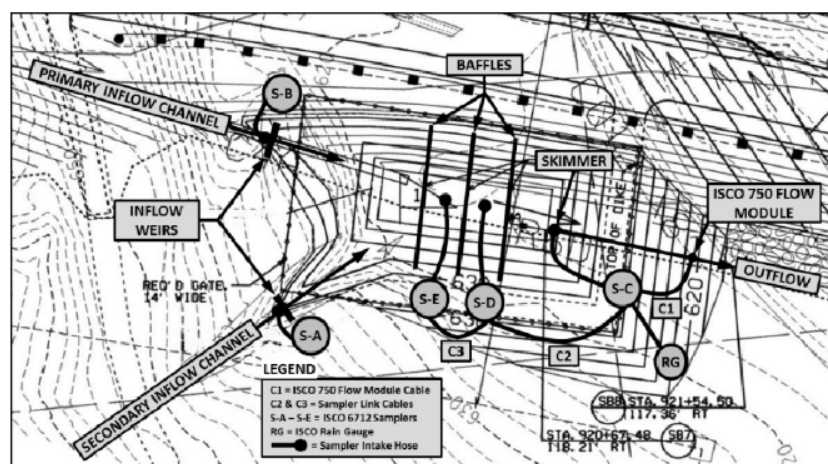 PRIMARY INFLOW CHANNEL
S-B
BAFFLES
SKIMMER
ISCO 750 FLOW
MODULE
INFLOW
WEIRS
REQ'D GATE
14' WIDE
TOP OF DIKE
OUTFLOW
S-E
S-D
S-C
C1
620
S-A
C3
C2
RG
SECONDARY INFLOW CHANNEL
LEGEND
C1 = ISCO 750 Flow Module Cable
C2 & C3 = Sampler Link Cables
S-A – S-E = ISCO 6712 Samplers
RG = ISCO Rain Gauge
= Sampler Intake Hose
630
SB8 STA. 921+54.50
117.36' RT
STA. 920+67.48 SB7
118.21' RT